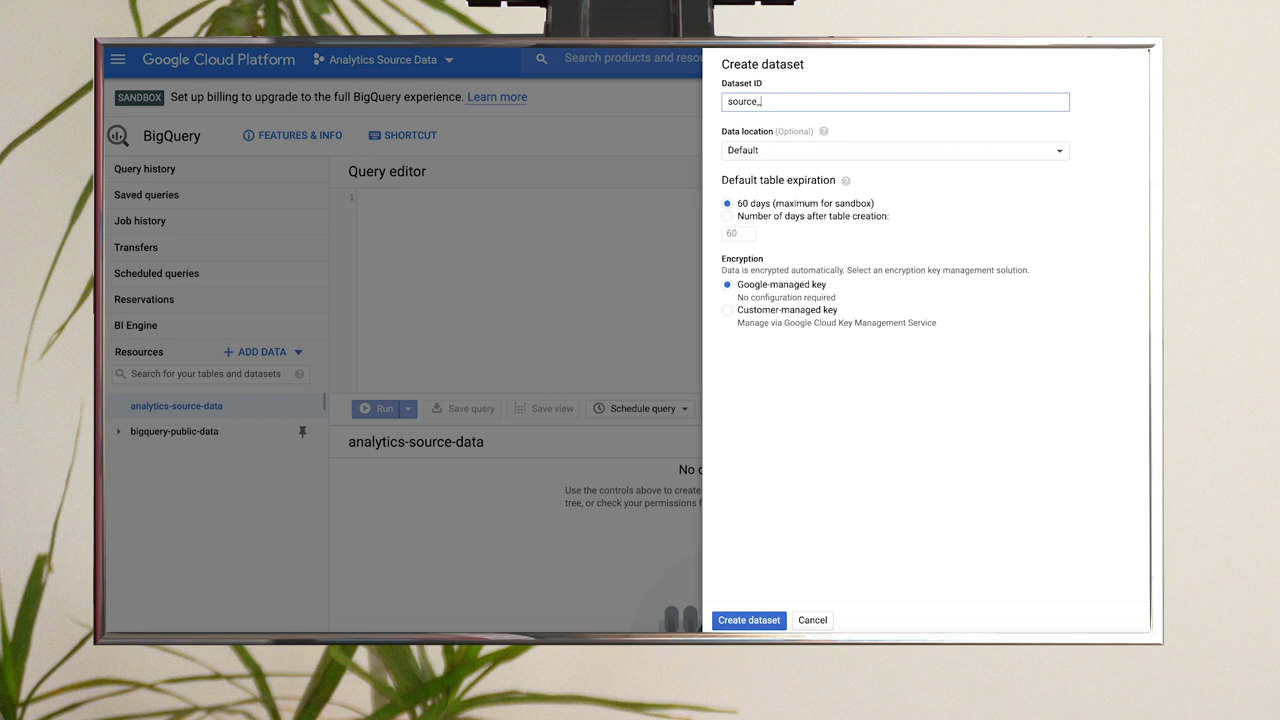 Google Cloud Platform
Analytics Source Data
Search products and resou
SANDBOX Set up billing to upgrade to the full BigQuery experience. Learn more
BigQuery
FEATURES & INFO
SHORTCUT
Query history
Saved queries
Job history
Transfers
Scheduled queries
Reservations
BI Engine
Resources
ADD DATA
Search for your tables and datasets
analytics-source-data
bigquery-public-data
Query editor
1
Run
Save query
Save view
Schedule query
analytics-source-data
No
Use the controls above to create
tree, or check your permissions
Create dataset
Dataset ID
source_
Data location (Optional)
Default
Default table expiration
60 days (maximum for sandbox)
Number of days after table creation:
60
Encryption
Data is encrypted automatically. Select an encryption key management solution.
Google-managed key
No configuration required
Customer-managed key
Manage via Google Cloud Key Management Service
Create dataset
Cancel